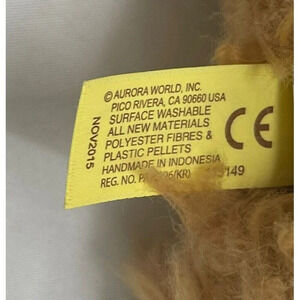 © AURORA WORLD, INC.
PICO RIVERA, CA 90660 USA
SURFACE WASHABLE
ALL NEW MATERIALS
POLYESTER FIBRES &
PLASTIC PELLETS
HANDMADE IN INDONESIA
REG. NO.
CE
NOV2015